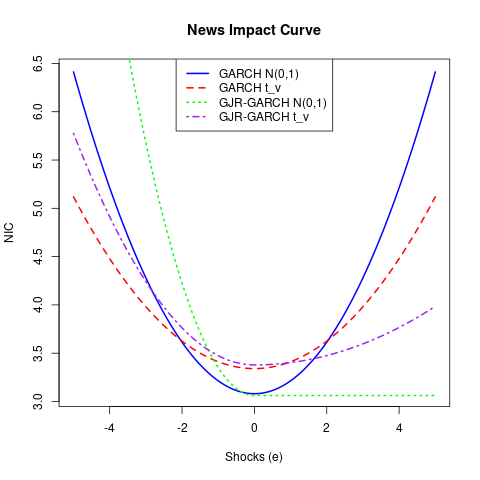 News Impact Curve
GARCH N(0,1)
GARCH t_v
GJR-GARCH N(0,1)
GJR-GARCH t_v
NIC
6.5
6.0
5.5
5.0
4.5
4.0
3.5
3.0
-4 -2 0 2 4
Shocks (e)